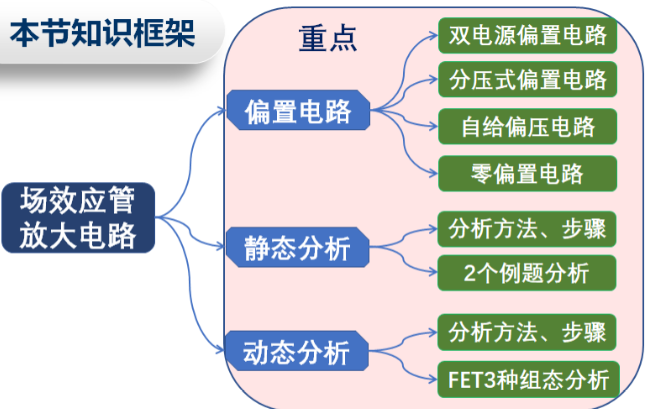 本节知识框架
重点
双电源偏置电路
分压式偏置电路
偏置电路
自给偏压电路
零偏置电路
场效应管
放大电路
静态分析
分析方法、步骤
2个例题分析
动态分析
分析方法、步骤
FET3种组态分析